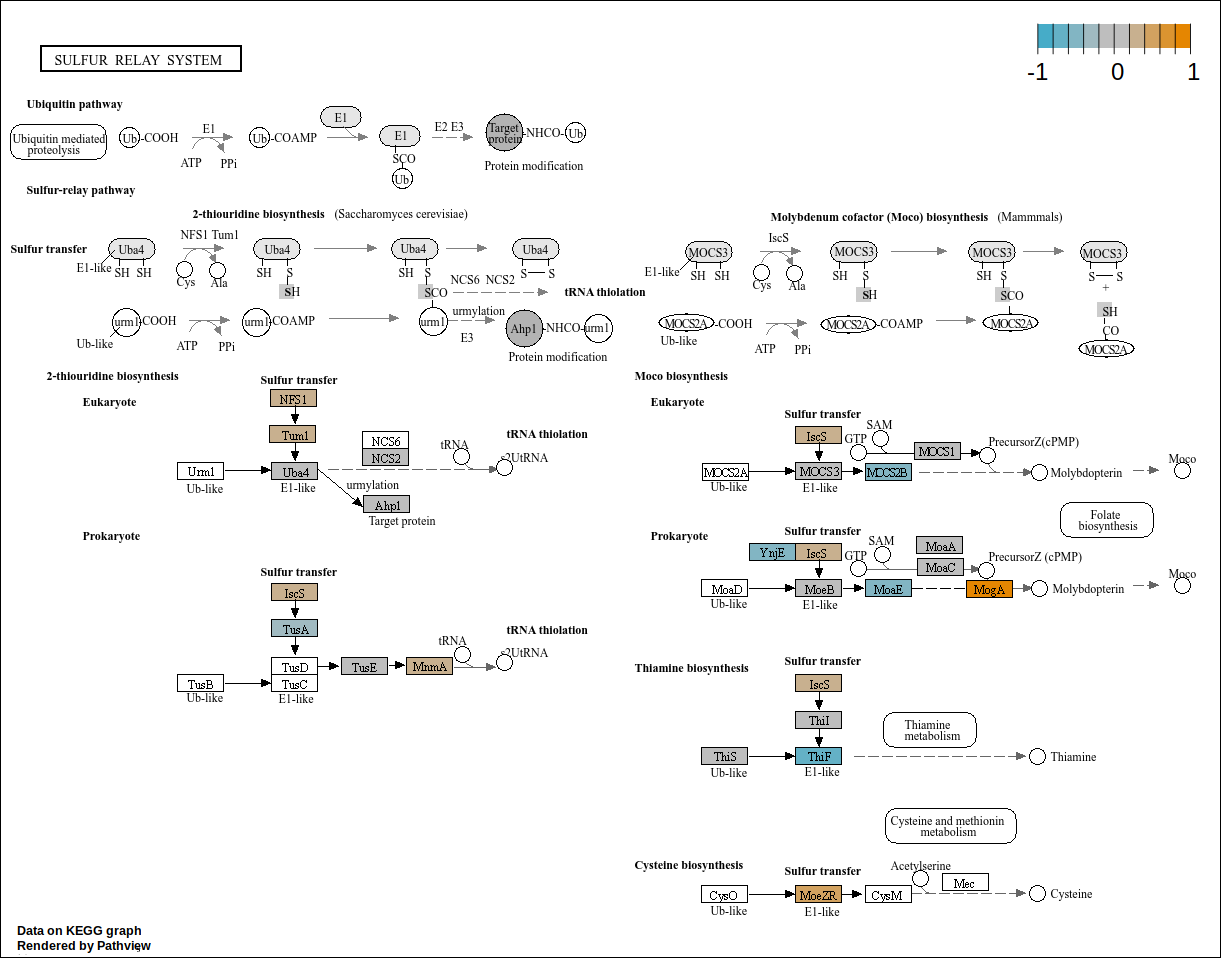 SULFUR RELAY SYSTEM
-1 0 1
Ubiquitin pathway
Ubiquitin mediated
proteolysis
Ub -COOH
E1
ATP PPi
Ub -COAMP
E1
E1
SCO
Ub
E2 E3
Target
protein
-NHCO- Ub
Protein modification
Sulfur-relay pathway
2-thiouridine biosynthesis (Saccharomyces cerevisiae)
Sulfur transfer
Uba4
E1-like
SH SH
NFS1 Tum1
Cys Ala
Uba4
SH S
SH
Uba4
SH S
SCO
Uba4
S S
NCS6 NCS2
tRNA thiolation
urm1 -COOH
Ub-like
ATP PPi
urm1 -COAMP
urm1
urmylation
E3
Ahp1 -NHCO- urm1
Protein modification
Molybdenum cofactor (Moco) biosynthesis (Mammmals)
MOCS3
E1-like
SH SH
IscS
Cys Ala
MOCS3
SH S
SH
MOCS3
SH S
SCO
MOCS3
S S
+
SH
CO
MOCS2A
MOCS2A -COOH
Ub-like
ATP PPi
MOCS2A -COAMP
MOCS2A
2-thiouridine biosynthesis
Eukaryote
Sulfur transfer
NFS1
Tum1
Urm1
Ub-like
Uba4
E1-like
NCS6
NCS2
tRNA
tRNA thiolation
2UtRNA
urmylation
Ahp1
Target protein
Prokaryote
Sulfur transfer
IscS
TusA
TusD
TusC
E1-like
TusB
Ub-like
TusE
MnmA
tRNA
tRNA thiolation
2UtRNA
Moco biosynthesis
Eukaryote
Sulfur transfer
IscS
GTP
SAM
MOCS1
PrecursorZ(cPMP)
MOCS2A
Ub-like
MOCS3
E1-like
MOCS2B
Molybdopterin
Moco
Folate
biosynthesis
Prokaryote
Sulfur transfer
YnjE IscS
GTP
SAM
MoaA
MoaC
PrecursorZ (cPMP)
MoaD
Ub-like
MoeB
E1-like
MoaE
MogA
Molybdopterin
Moco
Thiamine biosynthesis
Sulfur transfer
IscS
ThiI
ThiS
Ub-like
ThiF
E1-like
Thiamine
metabolism
Thiamine
Cysteine and methionin
metabolism
Cysteine biosynthesis
Sulfur transfer
CysO
Ub-like
MoeZR
E1-like
CysM
Acetylserine
Mec
Cysteine
Data on KEGG graph
Rendered by Pathview